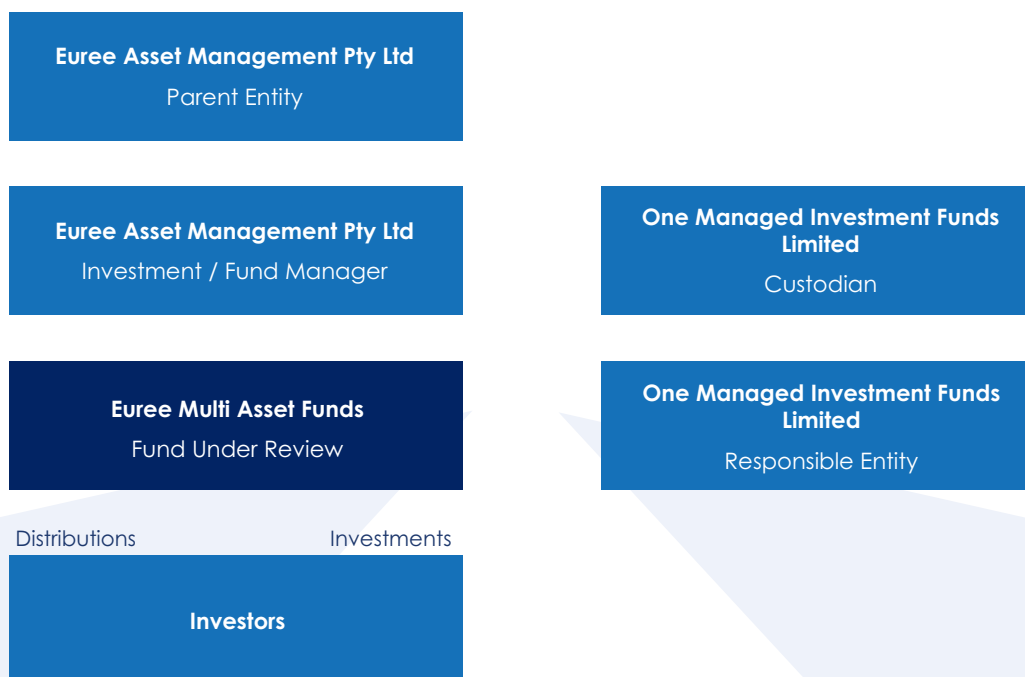 Euree Asset Management Pty Ltd
Parent Entity
Euree Asset Management Pty Ltd
Investment / Fund Manager
One Managed Investment Funds
Limited
Custodian
Euree Multi Asset Funds
Fund Under Review
One Managed Investment Funds
Limited
Responsible Entity
Distributions
Investments
Investors